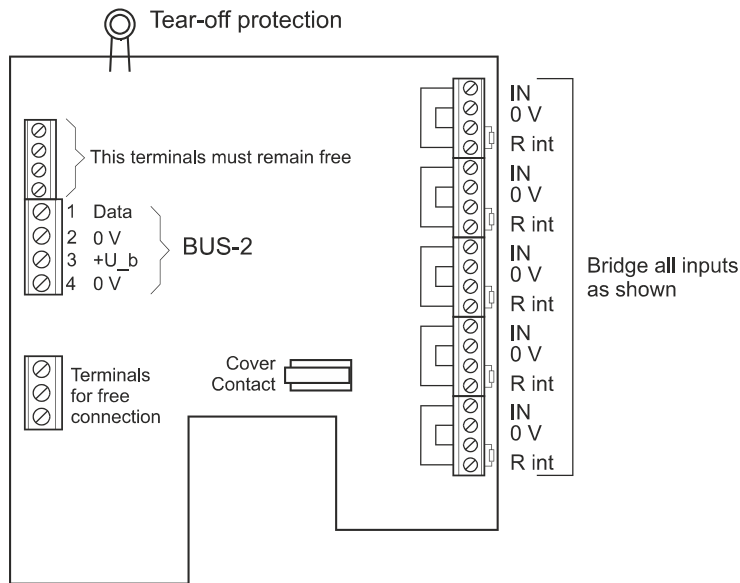 Tear-off protection
This terminals must remain free
1 Data
2 0 V
3 +U_b
4 0 V
BUS-2
Terminals
for free
connection
Cover
Contact
IN
0 V
R int
IN
0 V
R int
IN
0 V
R int
IN
0 V
R int
IN
0 V
R int
Bridge all inputs
as shown